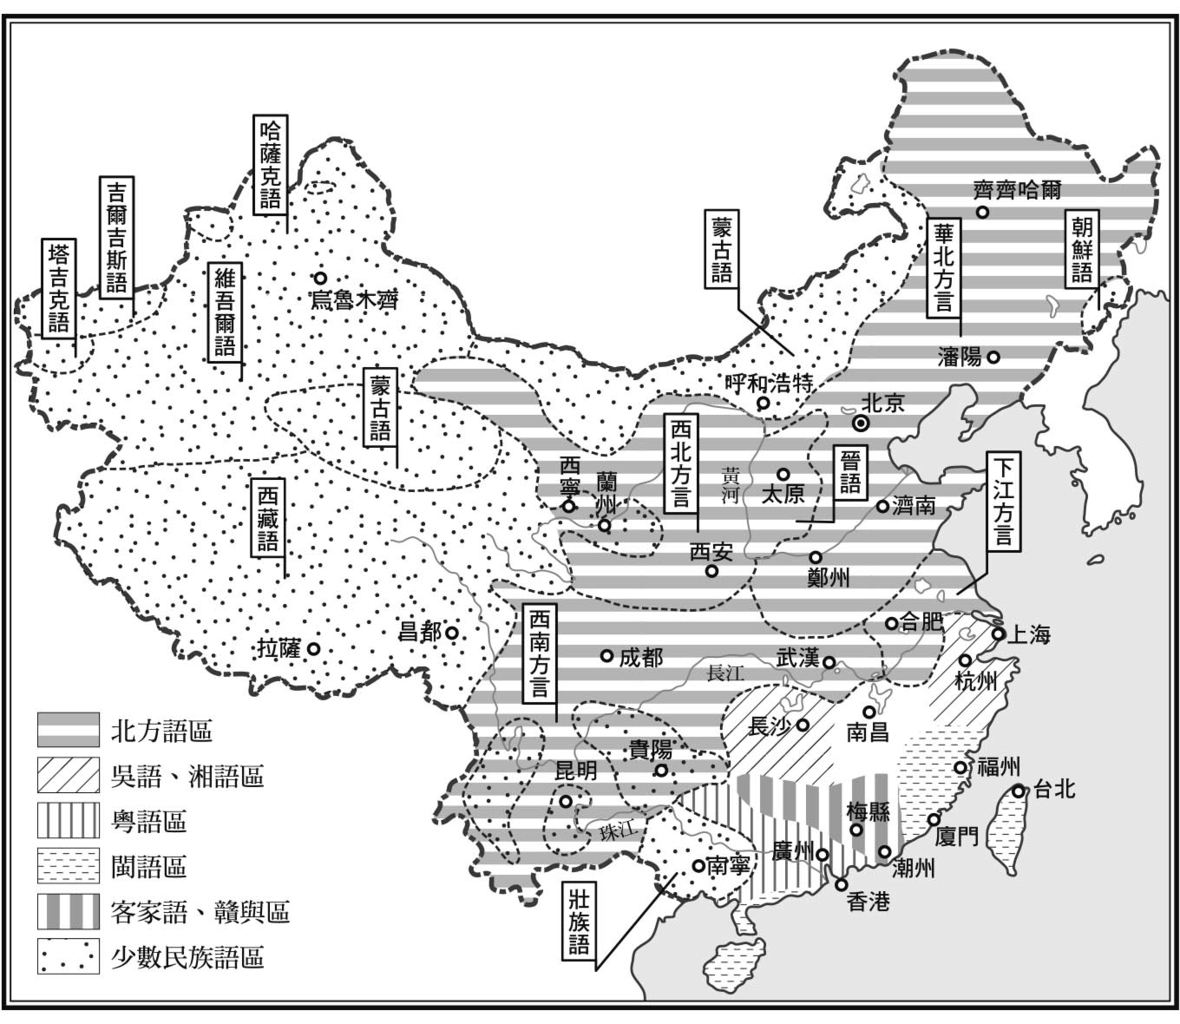 哈薩克語
吉爾吉斯語
塔吉克語
維吾爾語
烏魯木齊
蒙古語
西藏語
拉薩
昌都
蒙古語
呼和浩特
齊齊哈爾
華北方言
朝鮮語
瀋陽
北京
西北方言
晉語
下江方言
西寧
蘭州
黃河
太原
濟南
西安
鄭州
合肥
上海
杭州
西南方言
成都
武漢
長江
長沙
南昌
貴陽
昆明
珠江
福州
台北
梅縣
廈門
廣州
潮州
香港
南寧
壯族語
北方語區
吳語、湘語區
粵語區
閩語區
客家語、贛與區
少數民族語區